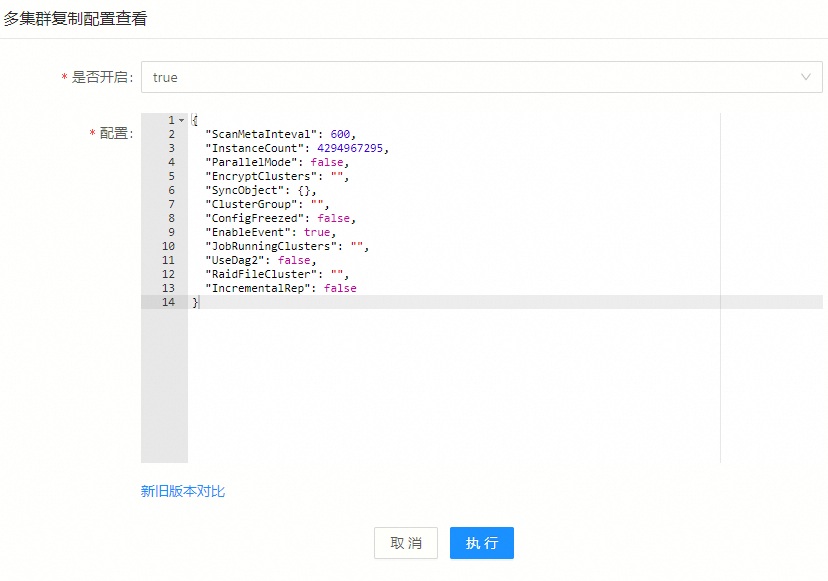 多集群复制配置查看
* 是否开启: true
* 配置:
1 {
2 "ScanMetaInteval": 600,
3 "InstanceCount": 4294967295,
4 "ParallelMode": false,
5 "EncryptClusters": "",
6 "SyncObject": {},
7 "ClusterGroup": "",
8 "ConfigFreezed": false,
9 "EnableEvent": true,
10 "JobRunningClusters": "",
11 "UseDag2": false,
12 "RaidFileCluster": "",
13 "IncrementalRep": false
14 }
新旧版本对比
取 消 执 行